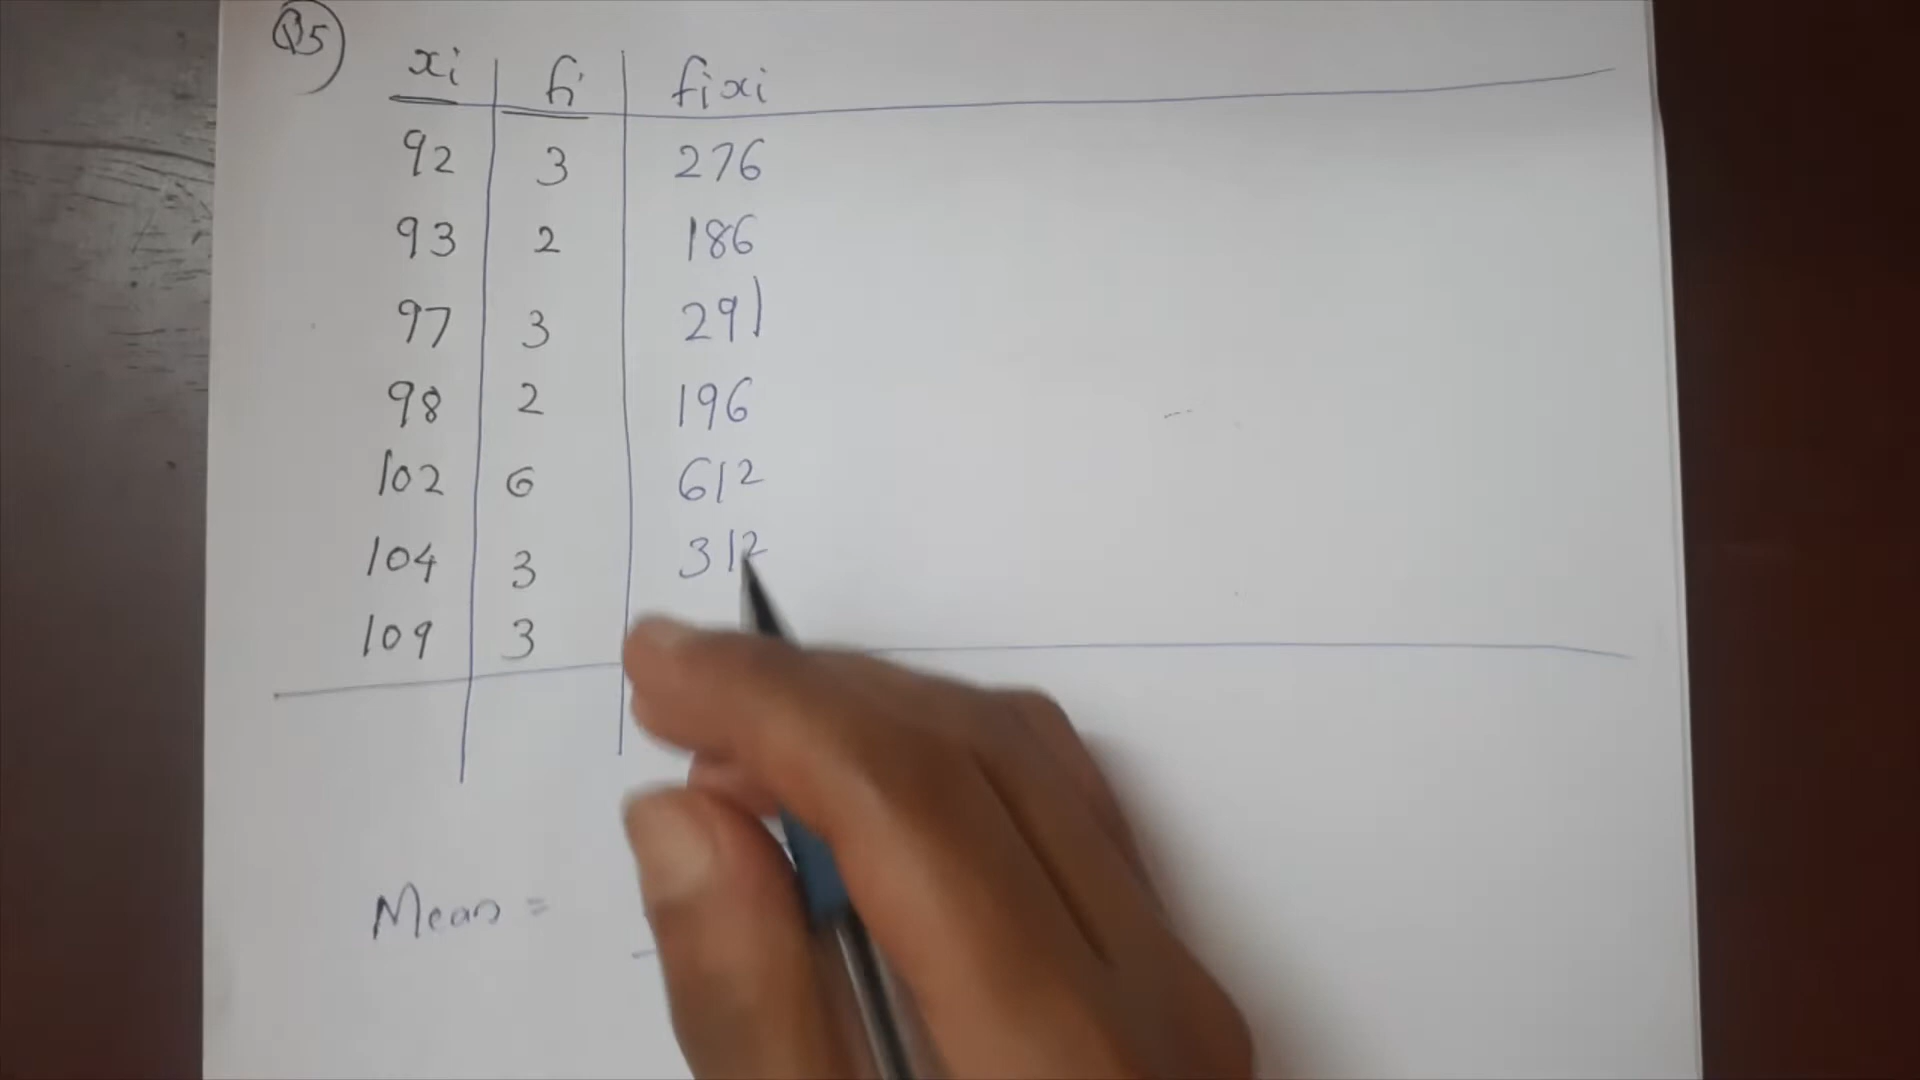 Q5
xi fi fixi
92 3 276
93 2 186
97 3 291
98 2 196
102 6 612
104 3 312
109 3
Mean =